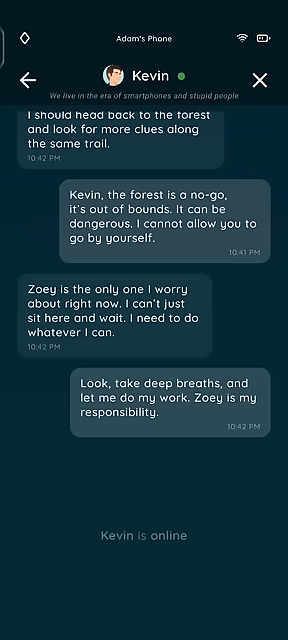 Adam's Phone
Kevin
We live in the era of smartphones and stupid people
I should head back to the forest
and look for more clues along
the same trail.
10:42 PM
Kevin, the forest is a no-go,
it's out of bounds. It can be
dangerous. I cannot allow you to
go by yourself.
10:41 PM
Zoey is the only one I worry
about right now. I can't just
sit here and wait. I need to do
whatever I can.
10:42 PM
Look, take deep breaths, and
let me do my work. Zoey is my
responsibility.
10:42 PM
Kevin is online